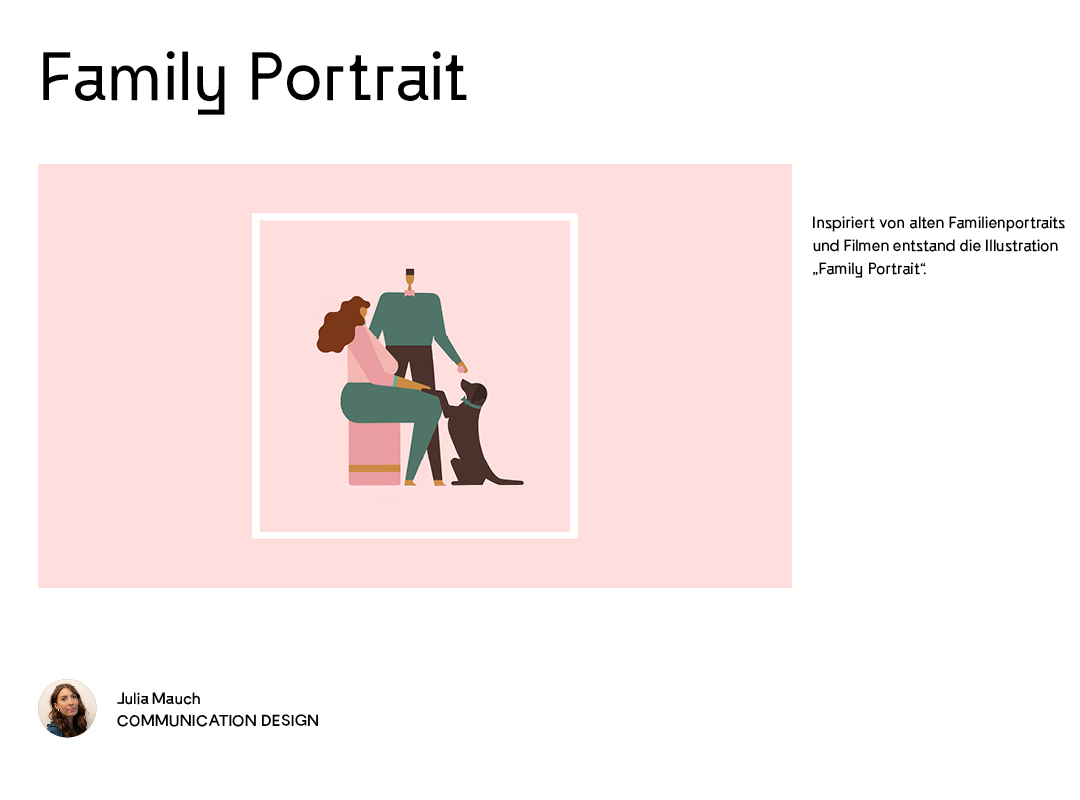 Family Portrait
Inspiriert von alten Familienportraits
und Filmen entstand die Illustration
„Family Portrait“.
Julia Mauch
COMMUNICATION DESIGN